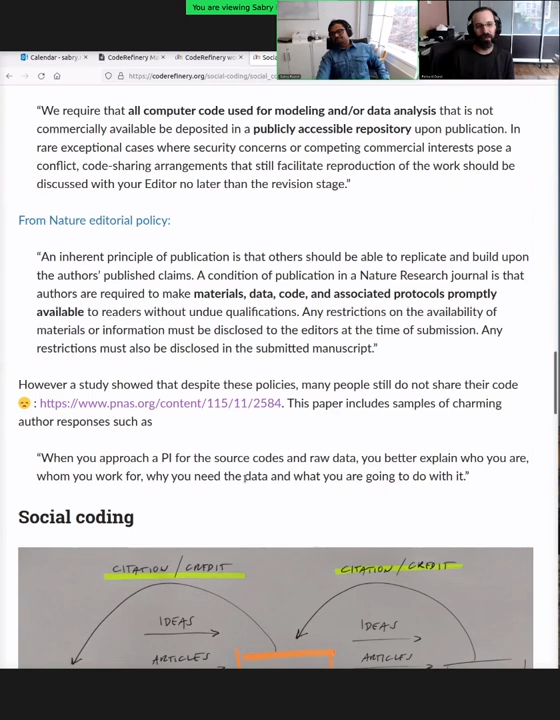 You are viewing Sabry
Calendar - sabry.
CodeRefinery
CodeRefinery wo
Soci
https://coderefinery.org/social-coding/social_co
“We require that all computer code used for modeling and/or data analysis that is not
commercially available be deposited in a publicly accessible repository upon publication. In
rare exceptional cases where security concerns or competing commercial interests pose a
conflict, code-sharing arrangements that still facilitate reproduction of the work should be
discussed with your Editor no later than the revision stage.”
From Nature editorial policy:
“An inherent principle of publication is that others should be able to replicate and build upon
the authors’ published claims. A condition of publication in a Nature Research journal is that
authors are required to make materials, data, code, and associated protocols promptly
available to readers without undue qualifications. Any restrictions on the availability of
materials or information must be disclosed to the editors at the time of submission. Any
restrictions must also be disclosed in the submitted manuscript.”
However a study showed that despite these policies, many people still do not share their code
😞 : https://www.pnas.org/content/115/11/2584. This paper includes samples of charming
author responses such as
“When you approach a PI for the source codes and raw data, you better explain who you are,
whom you work for, why you need the data and what you are going to do with it.”
Social coding
CITATION / CREDIT CITATION / CREDIT
IDEAS IDEAS
ARTICLES ARTICLES